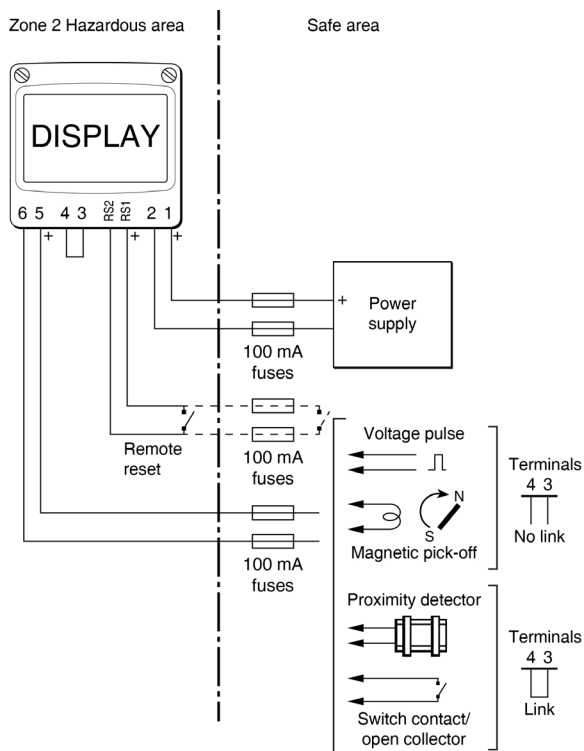 Zone 2 Hazardous area
Safe area
DISPLAY
6 5 4 3 RS2 RS1 2 1
+ + +
+ Power
supply
100 mA
fuses
Remote
reset
100 mA
fuses
100 mA
fuses
Voltage pulse
N
S
Magnetic pick-off
Terminals
4 3
No link
Proximity detector
Switch contact/
open collector
Terminals
4 3
Link